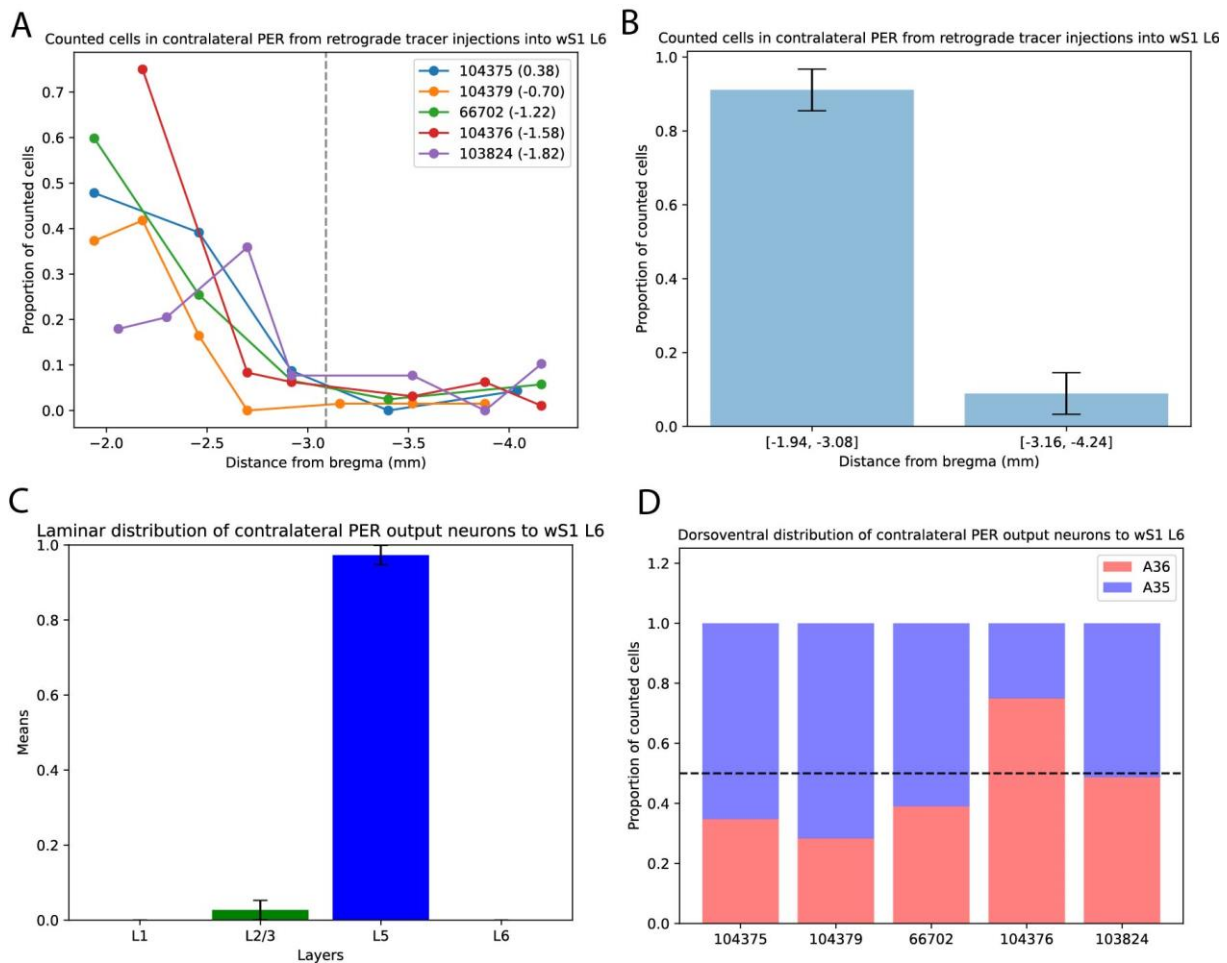 A
Counted cells in contralateral PER from retrograde tracer injections into wS1 L6
Proportion of counted cells
0.7
0.6
0.5
0.4
0.3
0.2
0.1
0.0
104375 (0.38)
104379 (-0.70)
66702 (-1.22)
104376 (-1.58)
103824 (-1.82)
−2.0 −2.5 −3.0 −3.5 −4.0
Distance from bregma (mm)
B
Counted cells in contralateral PER from retrograde tracer injections into wS1 L6
Proportion of counted cells
1.0
0.8
0.6
0.4
0.2
0.0
[-1.94, -3.08] [-3.16, -4.24]
Distance from bregma (mm)
C
Laminar distribution of contralateral PER output neurons to wS1 L6
Means
1.0
0.8
0.6
0.4
0.2
0.0
L1 L2/3 L5 L6
Layers
D
Dorsoventral distribution of contralateral PER output neurons to wS1 L6
Proportion of counted cells
1.2
1.0
0.8
0.6
0.4
0.2
0.0
A36
A35
104375 104379 66702 104376 103824